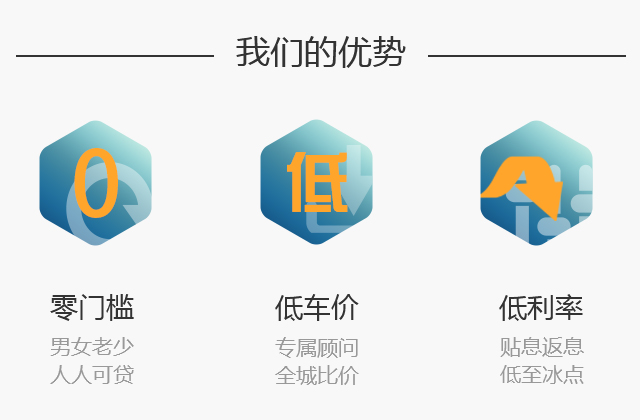 我们的优势
0
低
零门槛
低车价
低利率
男女老少
人人可贷
专属顾问
全城比价
贴息返息
低至冰点